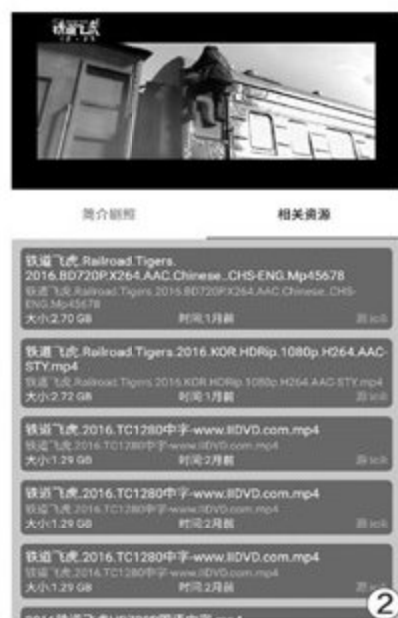 铁道飞虎
简介剧照 相关资源
铁道飞虎.Railroad.Tigers.
2016.BD720P.X264.AAC.Chinese..CHS-ENG.Mp45678
铁道飞虎.Railroad.Tigers.2016.BD720P.X264.AAC.Chinese..CHS-
ENG.Mp45678
大小:2.70 GB 时间:1月前
铁道飞虎.Railroad.Tigers.2016.KOR.HDRip.1080p.H264.AAC-
STY.mp4
铁道飞虎.Railroad.Tigers.2016.KOR.HDRip.1080p.H264.AAC-STY.mp4
大小:2.72 GB 时间:1月前
铁道飞虎.2016.TC1280中字-www.IIDVD.com.mp4
铁道飞虎.2016.TC1280中字-www.IIDVD.com.mp4
大小:1.29 GB 时间:2月前
铁道飞虎.2016.TC1280中字-www.IIDVD.com.mp4
铁道飞虎.2016.TC1280中字-www.IIDVD.com.mp4
大小:1.29 GB 时间:2月前
铁道飞虎.2016.TC1280中字-www.IIDVD.com.mp4
铁道飞虎.2016.TC1280中字-www.IIDVD.com.mp4
大小:1.29 GB 时间:2月前
②